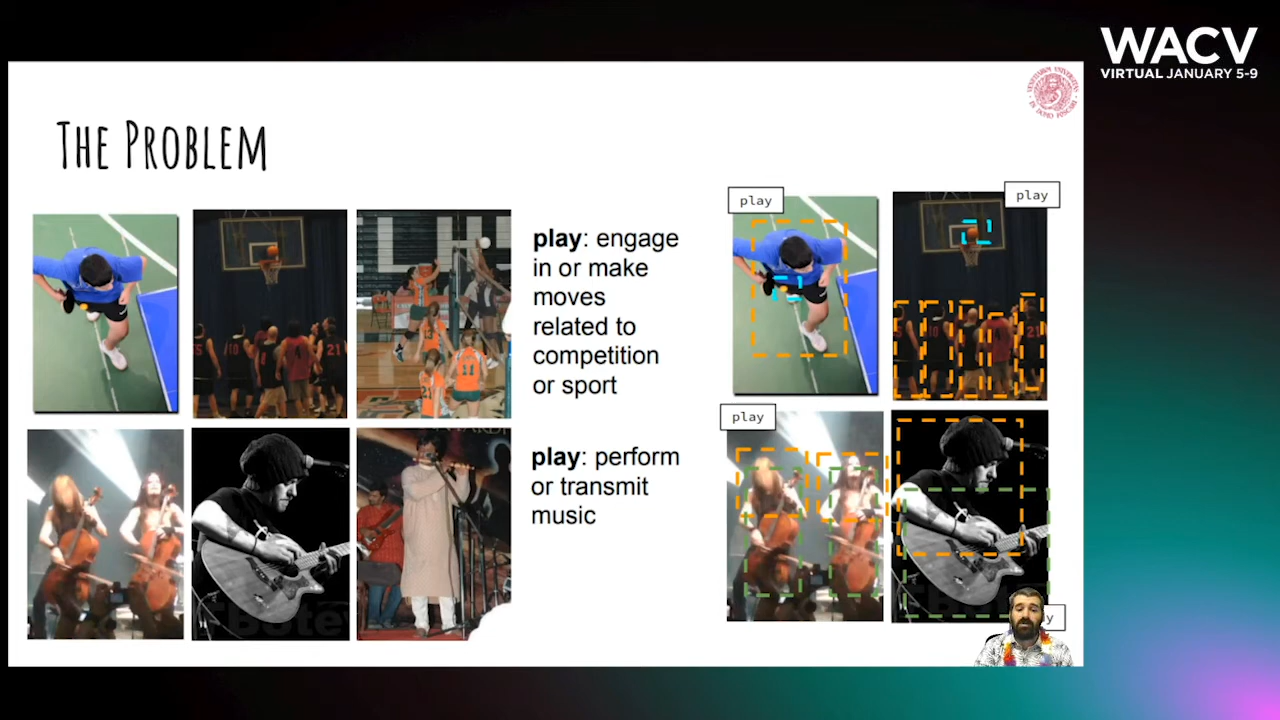 WACV
VIRTUAL JANUARY 5-9
THE PROBLEM
play: engage
in or make
moves
related to
competition
or sport
play: perform
or transmit
music
play
play
play